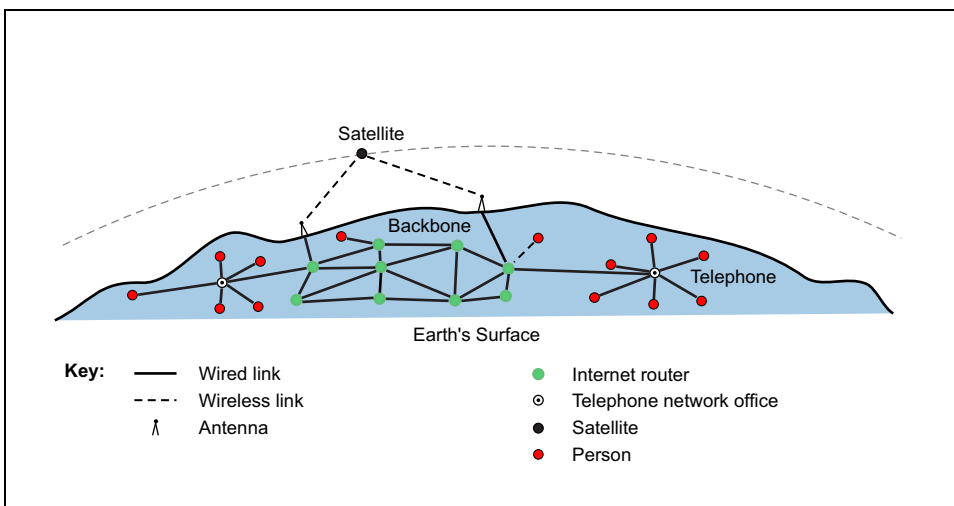 Satellite
Backbone
Telephone
Earth's Surface
Key:
Wired link
Wireless link
Antenna
Internet router
Telephone network office
Satellite
Person